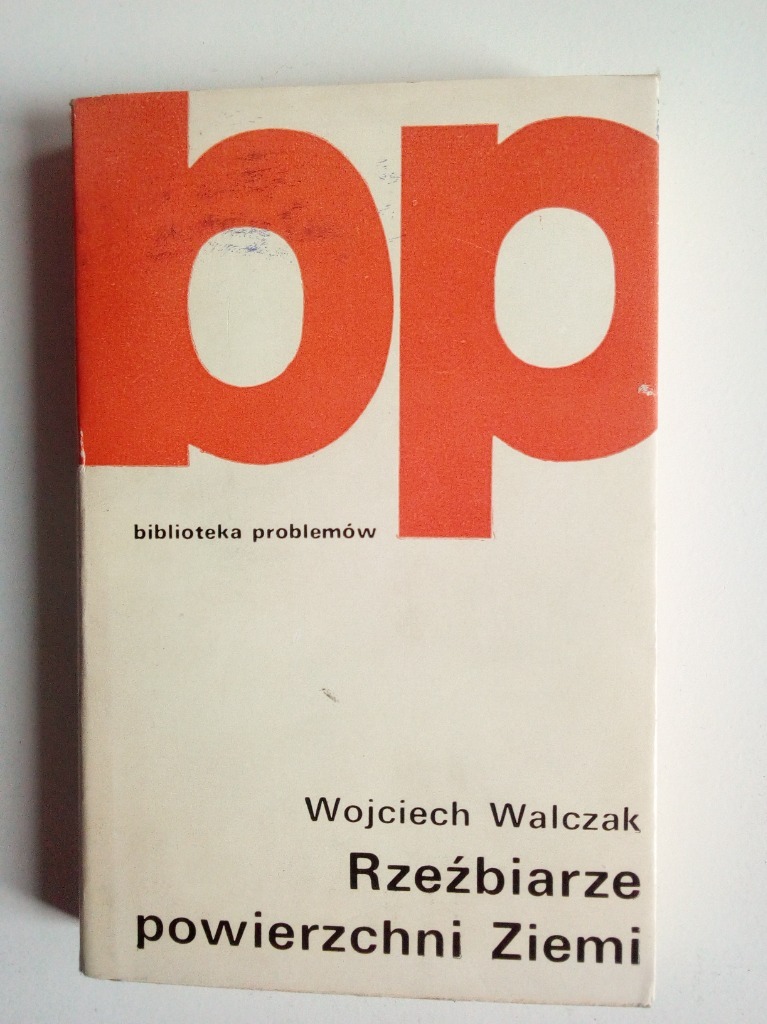 bp
biblioteka problemów
Wojciech Walczak
Rzeźbiarze
powierzchni Ziemi